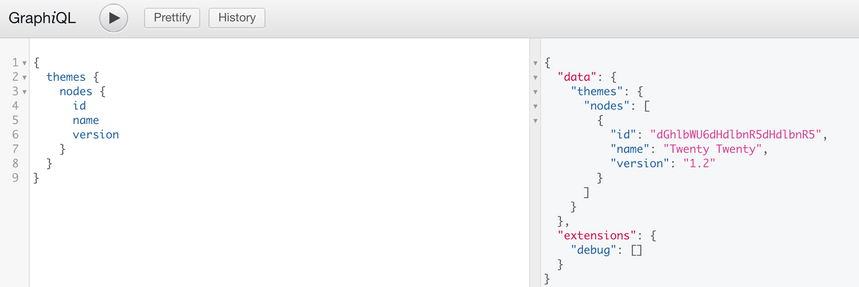 GraphiQL Prettify History
1 {
2 themes {
3 nodes {
4 id
5 name
6 version
7 }
8 }
9 }
{
"data": {
"themes": {
"nodes": [
{
"id": "dGhlbWU6dHdlbnR5dHdlbnR5",
"name": "Twenty Twenty",
"version": "1.2"
}
]
}
},
"extensions": {
"debug": []
}
}